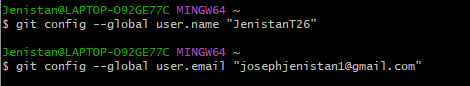 Jenistan@LAPTOP-O92GE77C MINGW64 ~
$ git config --global user.name "JenistanT26"
Jenistan@LAPTOP-O92GE77C MINGW64 ~
$ git config --global user.email "josephjenistan1@gmail.com"